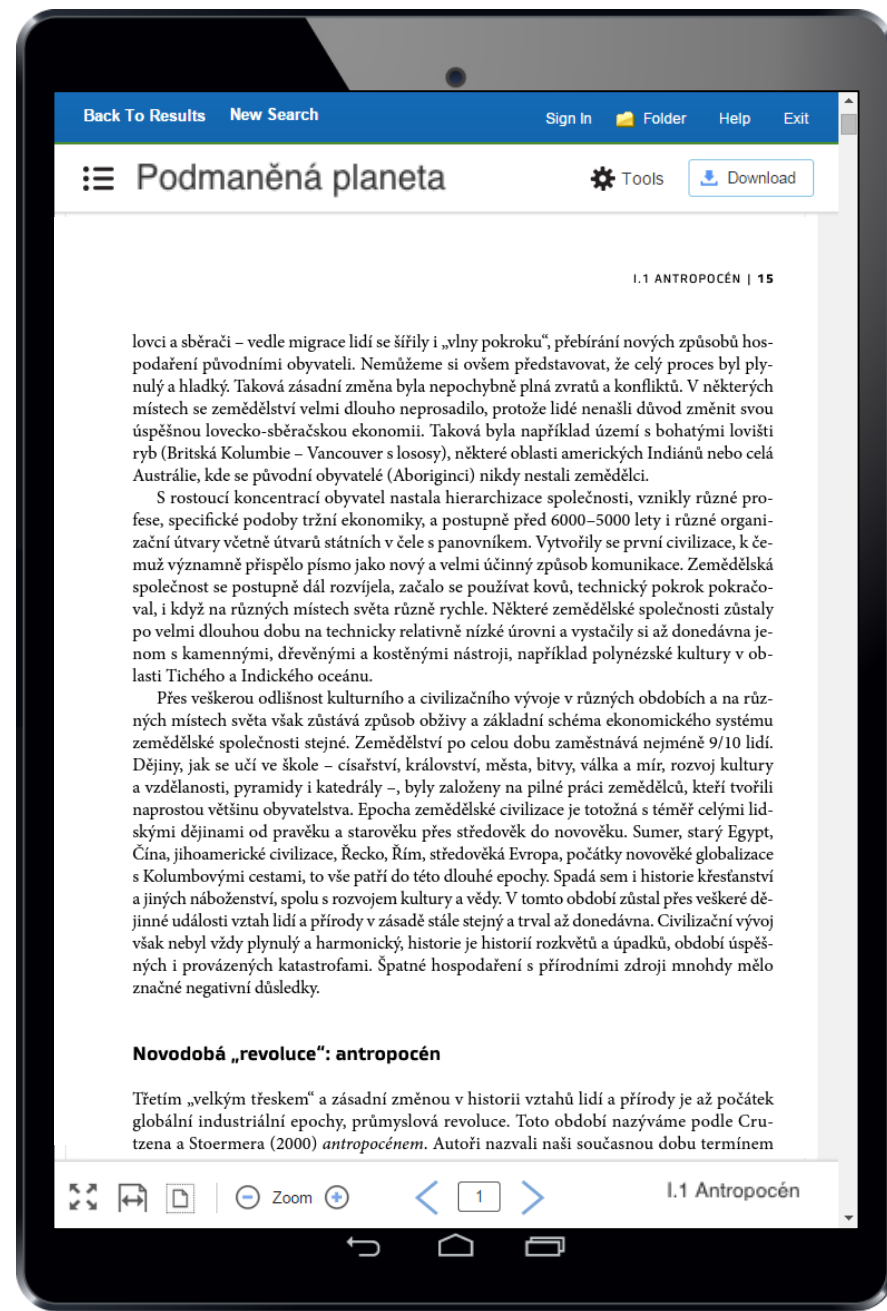 Back To Results New Search Sign In Folder Help Exit
Podmaněná planeta Tools Download
I.1 ANTROPOCÉN | 15
lovci a sběrači – vedle migrace lidí se šířily i „vlny pokroku“, přebírání nových způsobů hos-
podaření původními obyvateli. Nemůžeme si ovšem představovat, že celý proces byl ply-
nulý a hladký. Taková zásadní změna byla nepochybně plná zvratů a konfliktů. V některých
místech se zemědělství velmi dlouho neprosadilo, protože lidé nenašli důvod změnit svou
úspěšnou lovecko-sběračskou ekonomii. Taková byla například území s bohatými lovišti
ryb (Britská Kolumbie – Vancouver s lososy), některé oblasti amerických Indiánů nebo celá
Austrálie, kde se původní obyvatelé (Aboriginci) nikdy nestali zemědělci.
S rostoucí koncentrací obyvatel nastala hierarchizace společnosti, vznikly různé pro-
fese, specifické podoby tržní ekonomiky, a postupně před 6000–5000 lety i různé organi-
zační útvary včetně útvarů státních v čele s panovníkem. Vytvořily se první civilizace, k če-
muž významně přispělo písmo jako nový a velmi účinný způsob komunikace. Zemědělská
společnost se postupně dál rozvíjela, začalo se používat kovů, technický pokrok pokračo-
val, i když na různých místech světa různě rychle. Některé zemědělské společnosti zůstaly
po velmi dlouhou dobu na technicky relativně nízké úrovni a vystačily si až donedávna je-
nom s kamennými, dřevěnými a kostěnými nástroji, například polynézské kultury v ob-
lasti Tichého a Indického oceánu.
Přes veškerou odlišnost kulturního a civilizačního vývoje v různých obdobích a na růz-
ných místech světa však zůstává způsob obživy a základní schéma ekonomického systému
zemědělské společnosti stejné. Zemědělství po celou dobu zaměstnává nejméně 9/10 lidí.
Dějiny, jak se učí ve škole – císařství, království, města, bitvy, válka a mír, rozvoj kultury
a vzdělanosti, pyramidy i katedrály –, byly založeny na pilné práci zemědělců, kteří tvořili
naprostou většinu obyvatelstva. Epocha zemědělské civilizace je totožná s téměř celými lid-
skými dějinami od pravěku a starověku přes středověk do novověku. Sumer, starý Egypt,
Čína, jihoamerické civilizace, Řecko, Řím, středověká Evropa, počátky novověké globalizace
s Kolumbovými cestami, to vše patří do této dlouhé epochy. Spadá sem i historie křesťanství
a jiných náboženství, spolu s rozvojem kultury a vědy. V tomto období zůstal přes veškeré dě-
jinné události vztah lidí a přírody v zásadě stále stejný a trval až donedávna. Civilizační vývoj
však nebyl vždy plynulý a harmonický, historie je historií rozkvětů a úpadků, období úspěš-
ných i provázených katastrofami. Špatné hospodaření s přírodními zdroji mnohdy mělo
značné negativní důsledky.
Novodobá „revoluce“: antropocén
Třetím „velkým třeskem“ a zásadní změnou v historii vztahů lidí a přírody je až počátek
globální industriální epochy, průmyslová revoluce. Toto období nazýváme podle Cru-
tzena a Stoermera (2000) antropocénem. Autoři nazvali naši současnou dobu termínem
Zoom 1 I.1 Antropocén